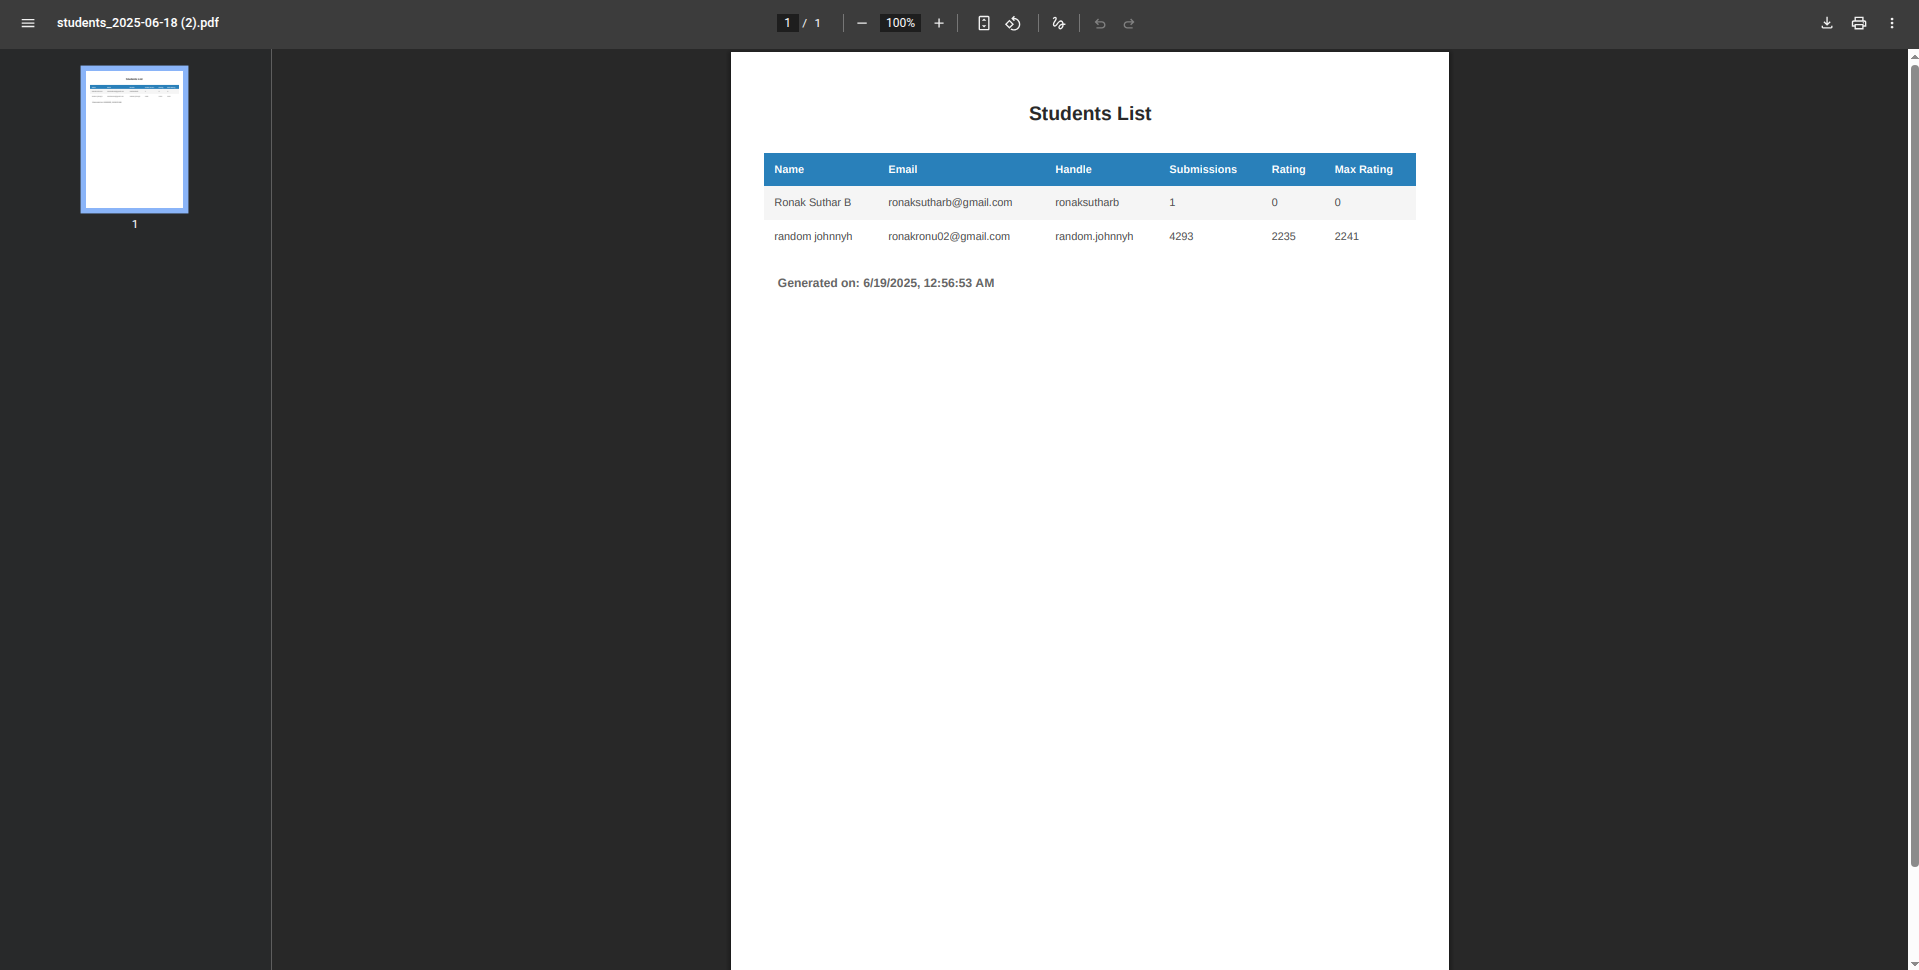 students_2025-06-18 (2).pdf
1 / 1
100%
1
Students List
Name Email Handle Submissions Rating Max Rating
Ronak Suthar B ronaksutharb@gmail.com ronaksutharb 1 0 0
random johnnyh ronakronu02@gmail.com random.johnnyh 4293 2235 2241
Generated on: 6/19/2025, 12:56:53 AM